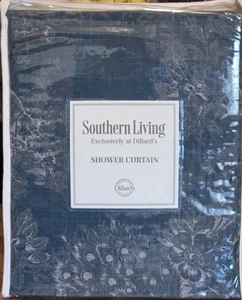 Southern Living
Exclusively at Dillard's
SHOWER CURTAIN
Dillard's